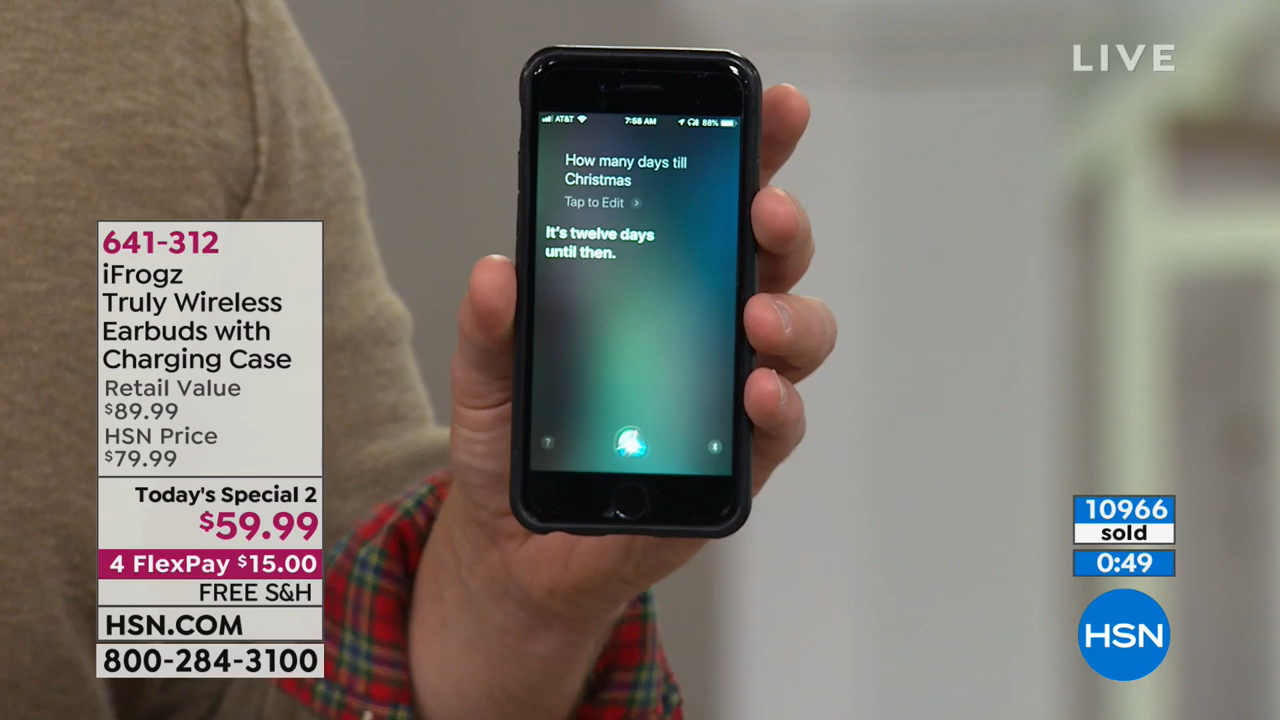 LIVE
AT&T 7:58 AM 88%
How many days till
Christmas
Tap to Edit >
It's twelve days
until then.
?
641-312
iFrogz
Truly Wireless
Earbuds with
Charging Case
Retail Value
$89.99
HSN Price
$79.99
Today's Special 2
$59.99
4 FlexPay $15.00
FREE S&H
HSN.COM
800-284-3100
10966
sold
0:49
HSN